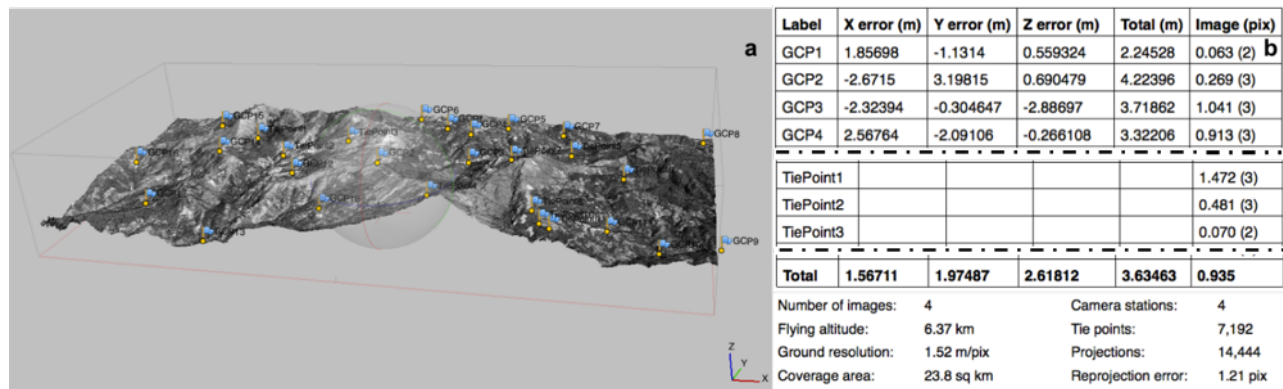 a
GCP15
GCP6
GCP5
GCP7
GCP8
TiePoint3
GCP9
Z
Y
X
b
Label X error (m) Y error (m) Z error (m) Total (m) Image (pix)
GCP1 1.85698 -1.1314 0.559324 2.24528 0.063 (2)
GCP2 -2.6715 3.19815 0.690479 4.22396 0.269 (3)
GCP3 -2.32394 -0.304647 -2.88697 3.71862 1.041 (3)
GCP4 2.56764 -2.09106 -0.266108 3.32206 0.913 (3)
TiePoint1 1.472 (3)
TiePoint2 0.481 (3)
TiePoint3 0.070 (2)
Total 1.56711 1.97487 2.61812 3.63463 0.935
Number of images: 4 Camera stations: 4
Flying altitude: 6.37 km Tie points: 7,192
Ground resolution: 1.52 m/pix Projections: 14,444
Coverage area: 23.8 sq km Reprojection error: 1.21 pix